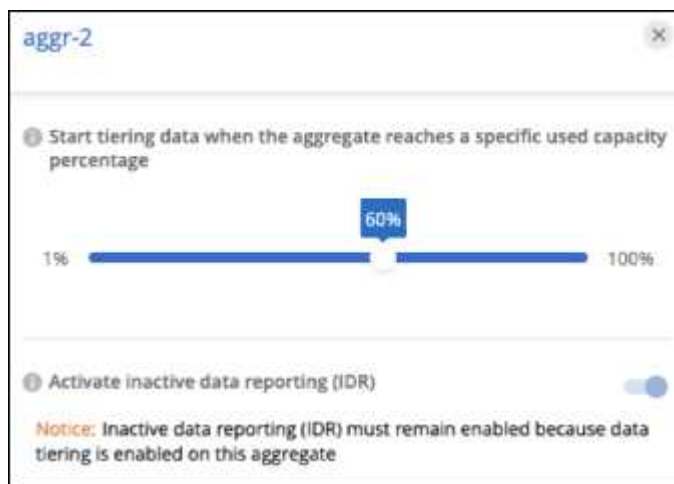 aggr-2
Start tiering data when the aggregate reaches a specific used capacity
percentage
60%
1%
100%
Activate inactive data reporting (IDR)
Notice: Inactive data reporting (IDR) must remain enabled because data
tiering is enabled on this aggregate